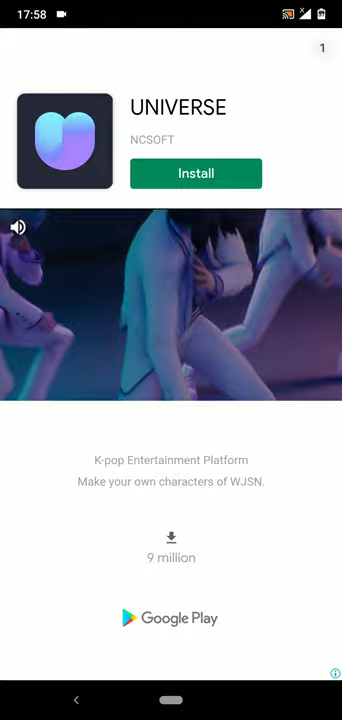 17:58
1
UNIVERSE
NCSOFT
Install
K-pop Entertainment Platform
Make your own characters of WJSN.
9 million
Google Play